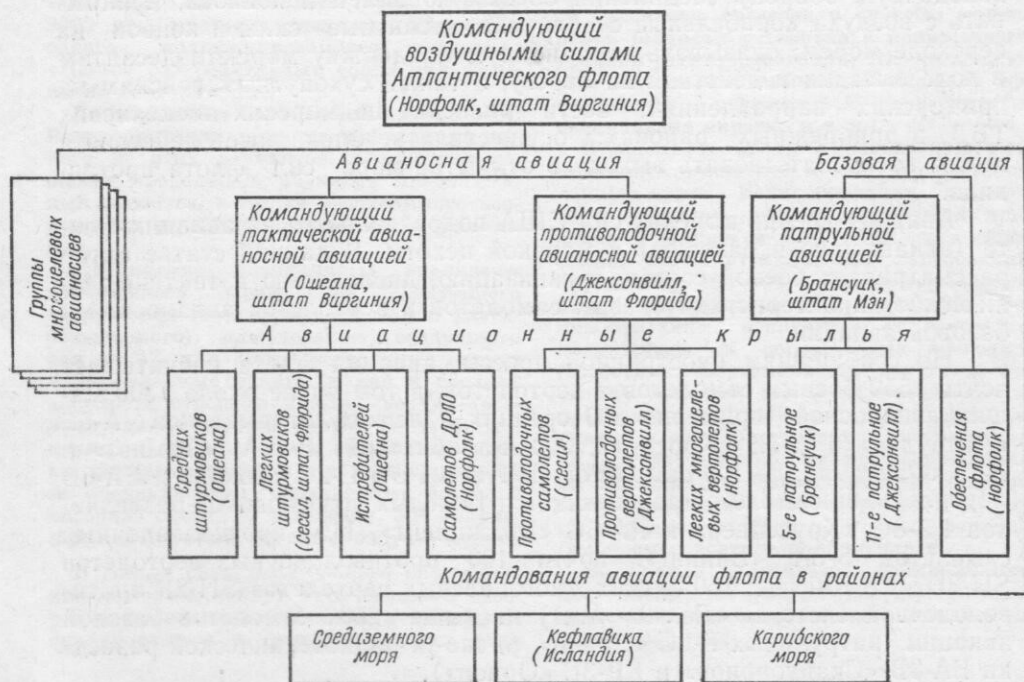 Командующий
воздушными силами
Атлантического флота
(Норфолк, штат Виргиния)
Авианосная авиация
Базовая авиация
Группы
многоцелевых
авианосцев
Командующий
тактической авиа-
носной авиацией
(Ошеана,
штат Виргиния)
Командующий
противолодочной
авианосной авиацией
(Джексонвилл,
штат Флорида)
Командующий
патрульной
авиацией
(Брансуик,
штат Мэн)
Авиационные крылья
Средних
штурмовиков
(Ошеана)
Легких
штурмовиков
(Сесил, штат Флорида)
Истребителей
(Ошеана)
Самолетов ДРЛО
(Норфолк)
Противолодочных
самолетов
(Сесил)
Противолодочных
вертолетов
(Джексонвилл)
Легких многоцеле-
вых вертолетов
(Норфолк)
5-е патрульное
(Брнсуик)
11-е патрульное
(Джексонвилл)
Обеспечения
флота
(Норфолк)
Командования авиации флота в районах
Средиземного
моря
Кефлавика
(Исландия)
Карибского
моря